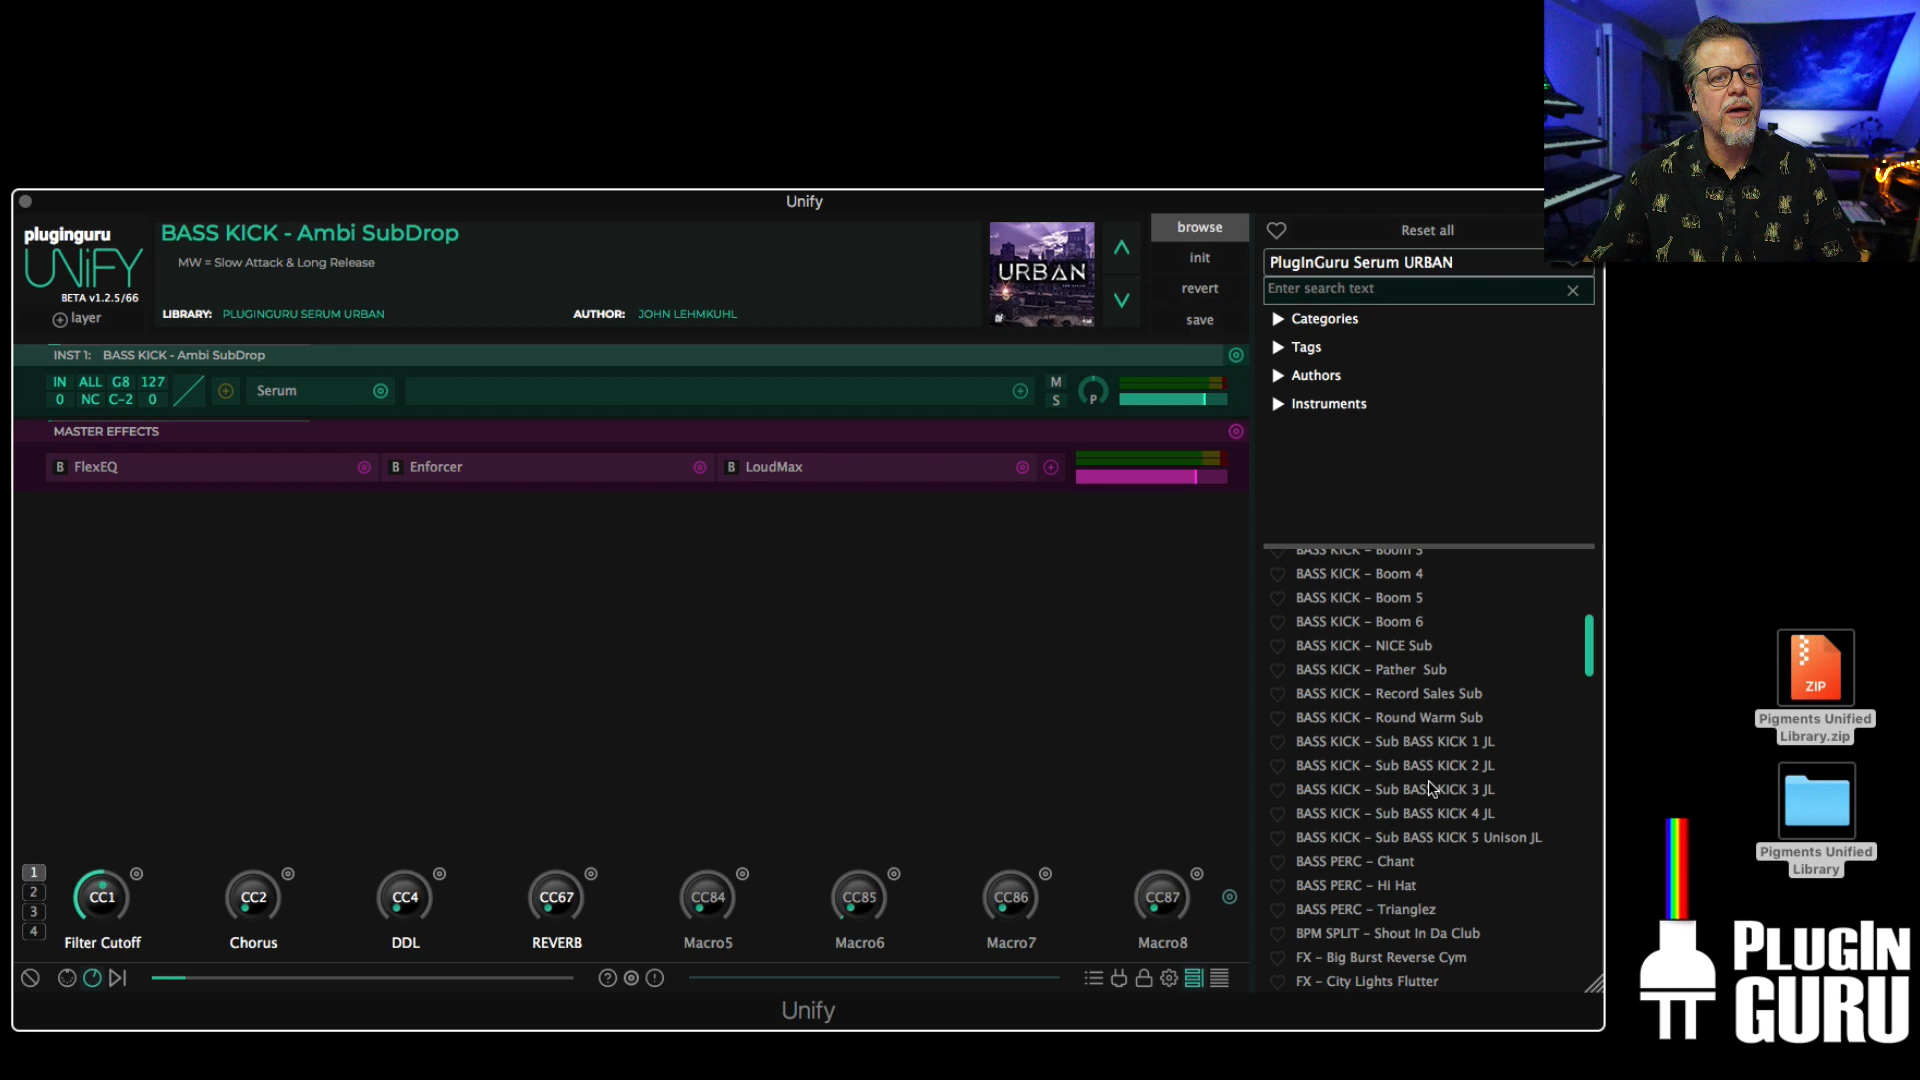 Unify
pluginguru
UNiFY
BETA v1.2.5/66
layer
BASS KICK - Ambi SubDrop
MW = Slow Attack & Long Release
LIBRARY: PLUGINGURU SERUM URBAN
AUTHOR: JOHN LEHMKUHL
URBAN
browse
init
revert
save
Reset all
PlugInGuru Serum URBAN
Enter search text
Categories
Tags
Authors
Instruments
INST 1: BASS KICK - Ambi SubDrop
IN ALL G8 127
0 NC C-2 0
Serum
M
S
P
MASTER EFFECTS
B FlexEQ
B Enforcer
B LoudMax
BASS KICK - Boom 3
BASS KICK - Boom 4
BASS KICK - Boom 5
BASS KICK - Boom 6
BASS KICK - NICE Sub
BASS KICK - Pather  Sub
BASS KICK - Record Sales Sub
BASS KICK - Round Warm Sub
BASS KICK - Sub BASS KICK 1 JL
BASS KICK - Sub BASS KICK 2 JL
BASS KICK - Sub BASS KICK 3 JL
BASS KICK - Sub BASS KICK 4 JL
BASS KICK - Sub BASS KICK 5 Unison JL
BASS PERC - Chant
BASS PERC - Hi Hat
BASS PERC - Trianglez
BPM SPLIT - Shout In Da Club
FX - Big Burst Reverse Cym
FX - City Lights Flutter
1
2
3
4
CC1
CC2
CC4
CC67
CC84
CC85
CC86
CC87
Filter Cutoff
Chorus
DDL
REVERB
Macro5
Macro6
Macro7
Macro8
Unify
ZIP
Pigments Unified
Library.zip
Pigments Unified
Library
PLUGIN
GURU